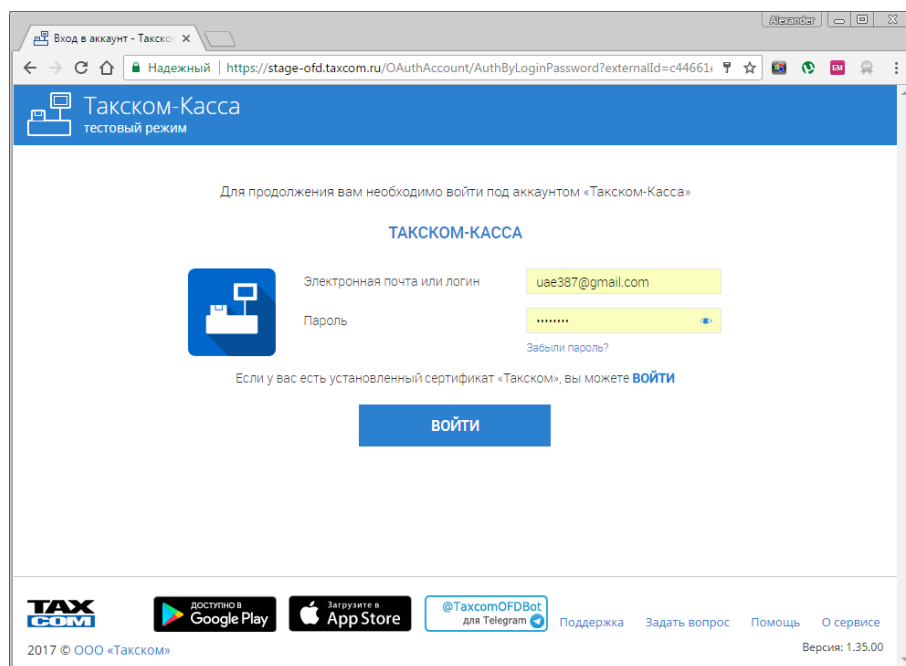 Alexander
Вход в аккаунт - Такско
Надежный | https://stage-ofd.taxcom.ru/OAuthAccount/AuthByLoginPassword?externalId=c44661
EM
Такском-Касса
тестовый режим
Для продолжения вам необходимо войти под аккаунтом «Такском-Касса»
ТАКСКОМ-КАССА
Электронная почта или логин uae387@gmail.com
Пароль ••••••••
Забыли пароль?
Если у вас есть установленный сертификат «Такском», вы можете ВОЙТИ
ВОЙТИ
TAXCOM
ДОСТУПНО В
Google Play
Загрузите в
App Store
@TaxcomOFDBot
для Telegram
Поддержка Задать вопрос Помощь О сервисе
2017 © ООО «Такском»
Версия: 1.35.00